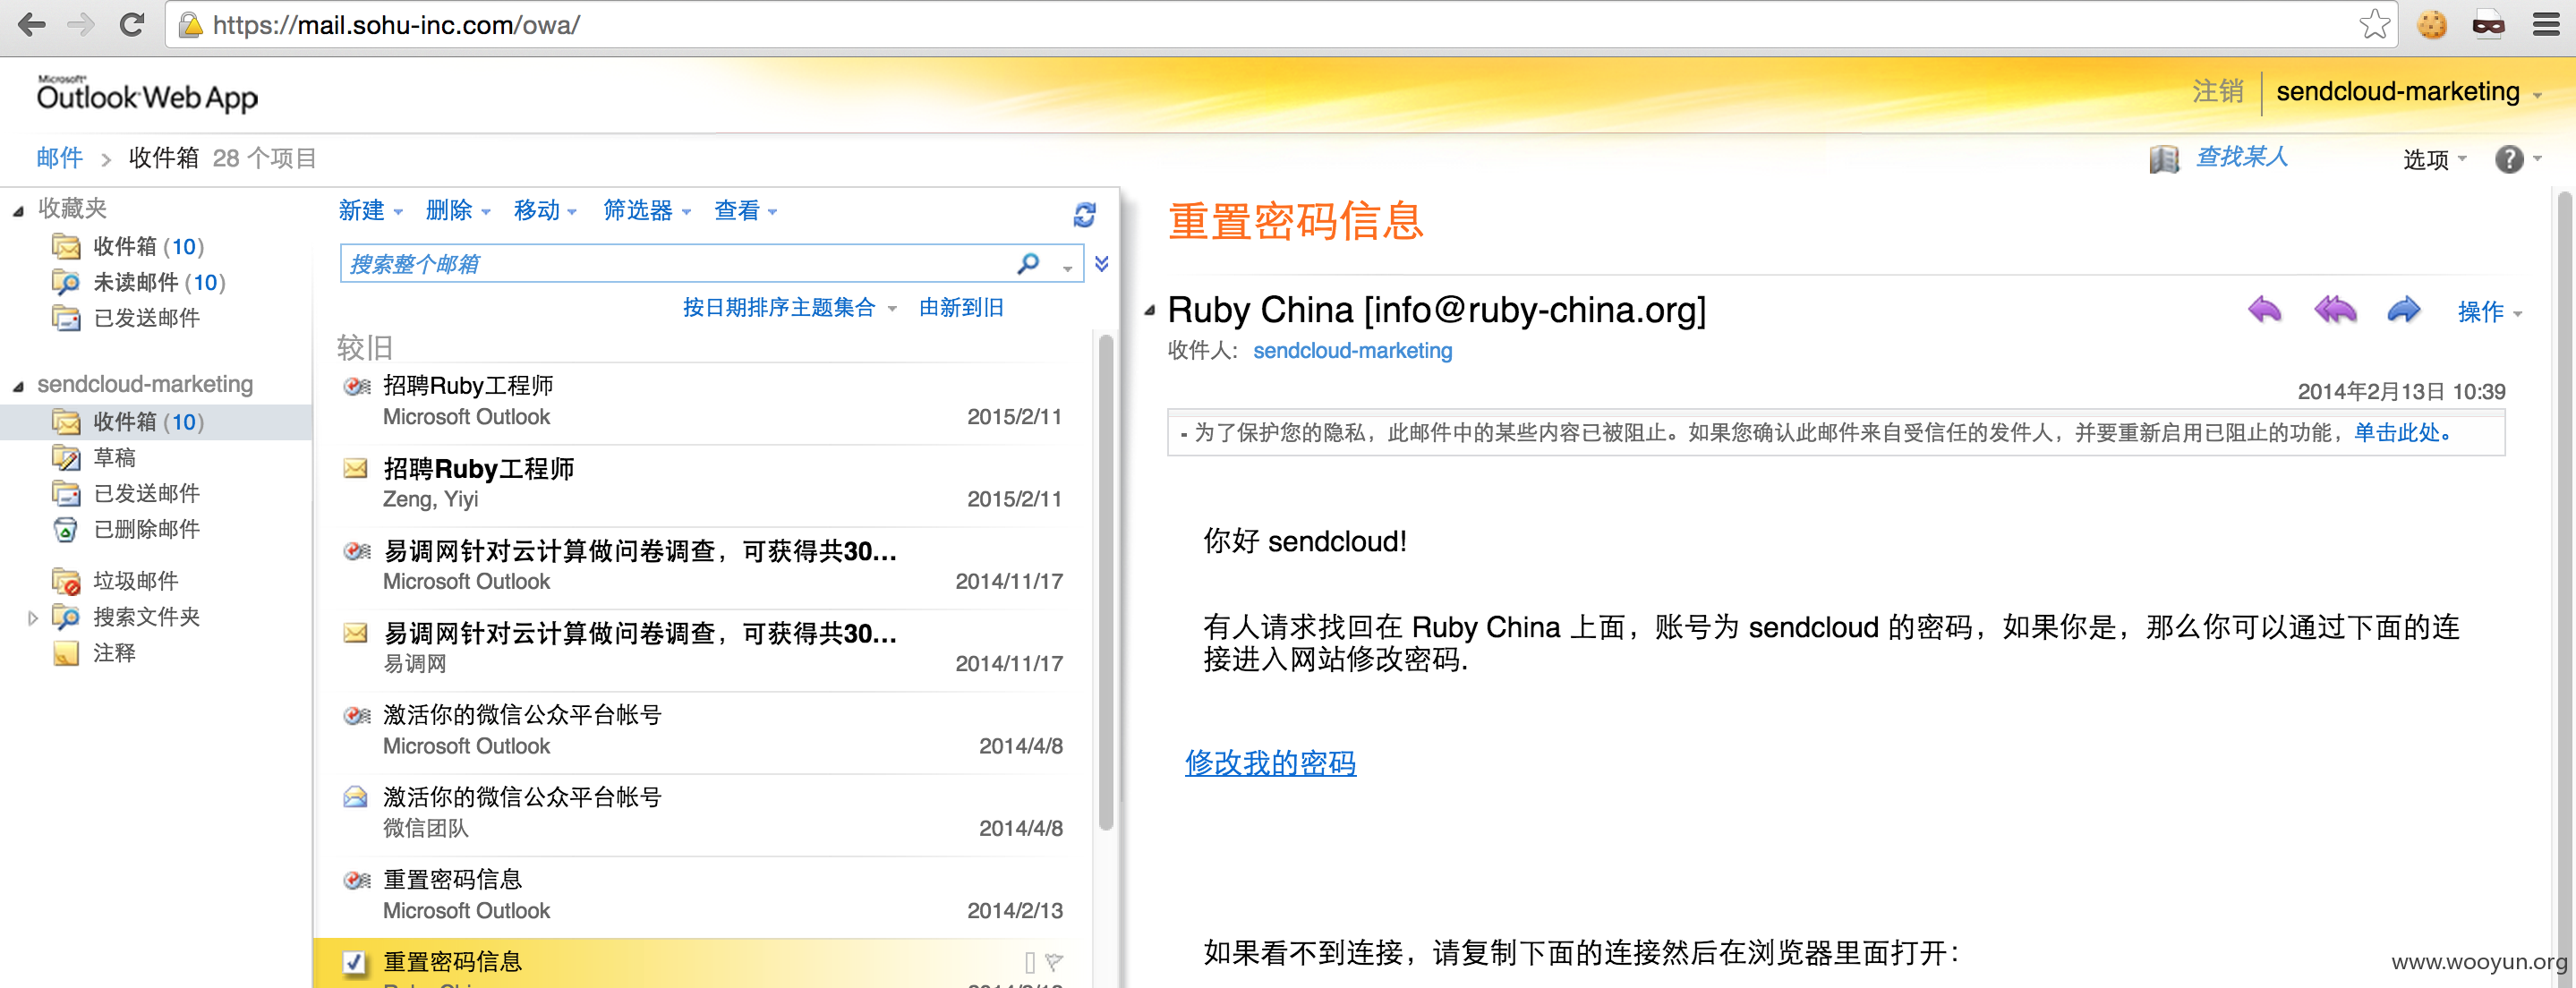 https://mail.sohu-inc.com/owa/
Microsoft®
Outlook Web App
注销
sendcloud-marketing
邮件 > 收件箱 28 个项目
查找某人
选项
收藏夹
收件箱 (10)
未读邮件 (10)
已发送邮件
sendcloud-marketing
收件箱 (10)
草稿
已发送邮件
已删除邮件
垃圾邮件
搜索文件夹
注释
新建 删除 移动 筛选器 查看
搜索整个邮箱
按日期排序主题集合 由新到旧
较旧
招聘Ruby工程师
Microsoft Outlook 2015/2/11
招聘Ruby工程师
Zeng, Yiyi 2015/2/11
易调网针对云计算做问卷调查，可获得共30...
Microsoft Outlook 2014/11/17
易调网针对云计算做问卷调查，可获得共30...
易调网 2014/11/17
激活你的微信公众平台帐号
Microsoft Outlook 2014/4/8
激活你的微信公众平台帐号
微信团队 2014/4/8
重置密码信息
Microsoft Outlook 2014/2/13
重置密码信息
重置密码信息
Ruby China [info@ruby-china.org]
操作
收件人: sendcloud-marketing
2014年2月13日 10:39
- 为了保护您的隐私，此邮件中的某些内容已被阻止。如果您确认此邮件来自受信任的发件人，并要重新启用已阻止的功能，单击此处。
你好 sendcloud!
有人请求找回在 Ruby China 上面，账号为 sendcloud 的密码，如果你是，那么你可以通过下面的连
接进入网站修改密码.
修改我的密码
如果看不到连接，请复制下面的连接然后在浏览器里面打开：
www.wooyun.org